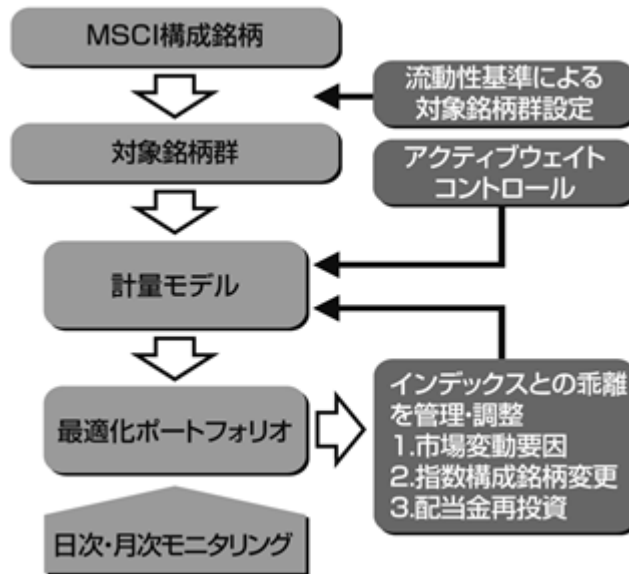 MSCI構成銘柄
流動性基準による
対象銘柄群設定
対象銘柄群
アクティブウェイト
コントロール
計量モデル
最適化ポートフォリオ
インデックスとの乖離
を管理・調整
1.市場変動要因
2.指数構成銘柄変更
3.配当金再投資
日次・月次モニタリング